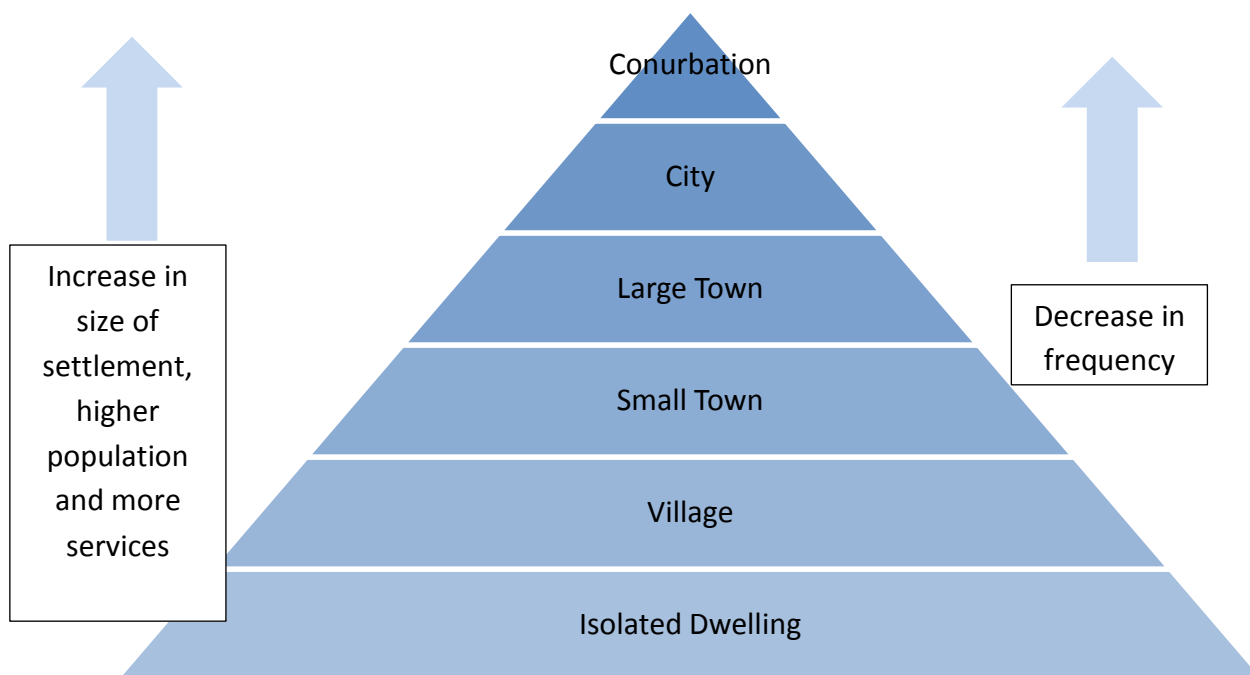 Conurbation
City
Large Town
Small Town
Village
Isolated Dwelling
Increase in
size of
settlement,
higher
population
and more
services
Decrease in
frequency